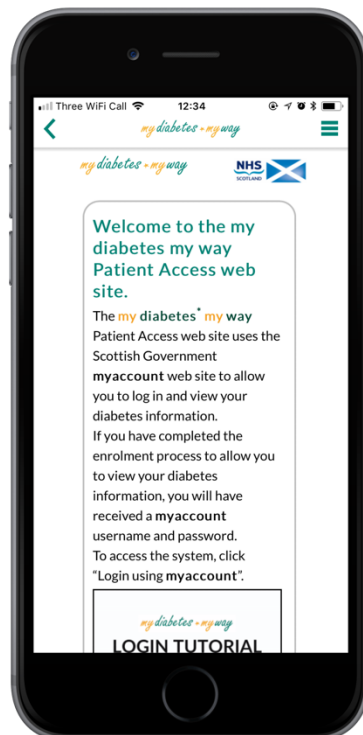 Three WiFi Call 12:34
my diabetes my way
my diabetes my way NHS
SCOTLAND
Welcome to the my
diabetes my way
Patient Access web
site.
The my diabetes* my way
Patient Access web site uses the
Scottish Government
myaccount web site to allow
you to log in and view your
diabetes information.
If you have completed the
enrolment process to allow you
to view your diabetes
information, you will have
received a myaccount
username and password.
To access the system, click
“Login using myaccount”.
my diabetes my way
LOGIN TUTORIAL